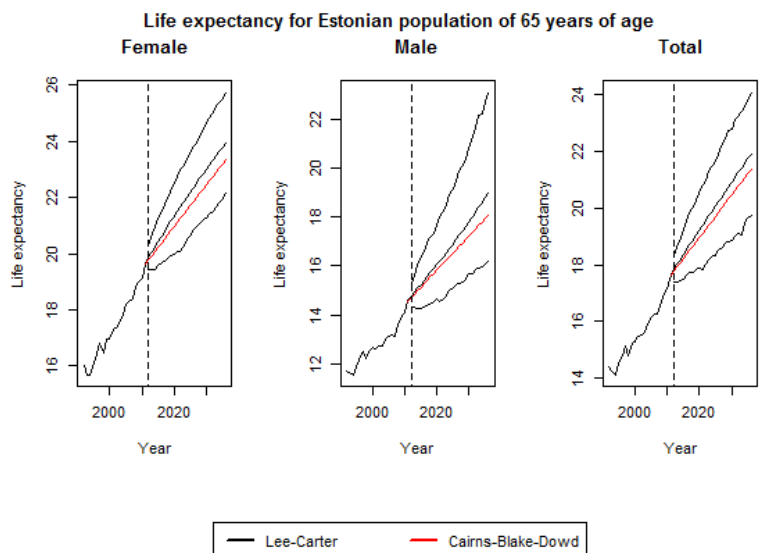 Life expectancy for Estonian population of 65 years of age
Female
Male
Total
Life expectancy
26
24
22
20
18
16
2000 2020
Year
Life expectancy
22
20
18
16
14
12
2000 2020
Year
Life expectancy
24
22
20
18
16
14
2000 2020
Year
Lee-Carter
Cairns-Blake-Dowd